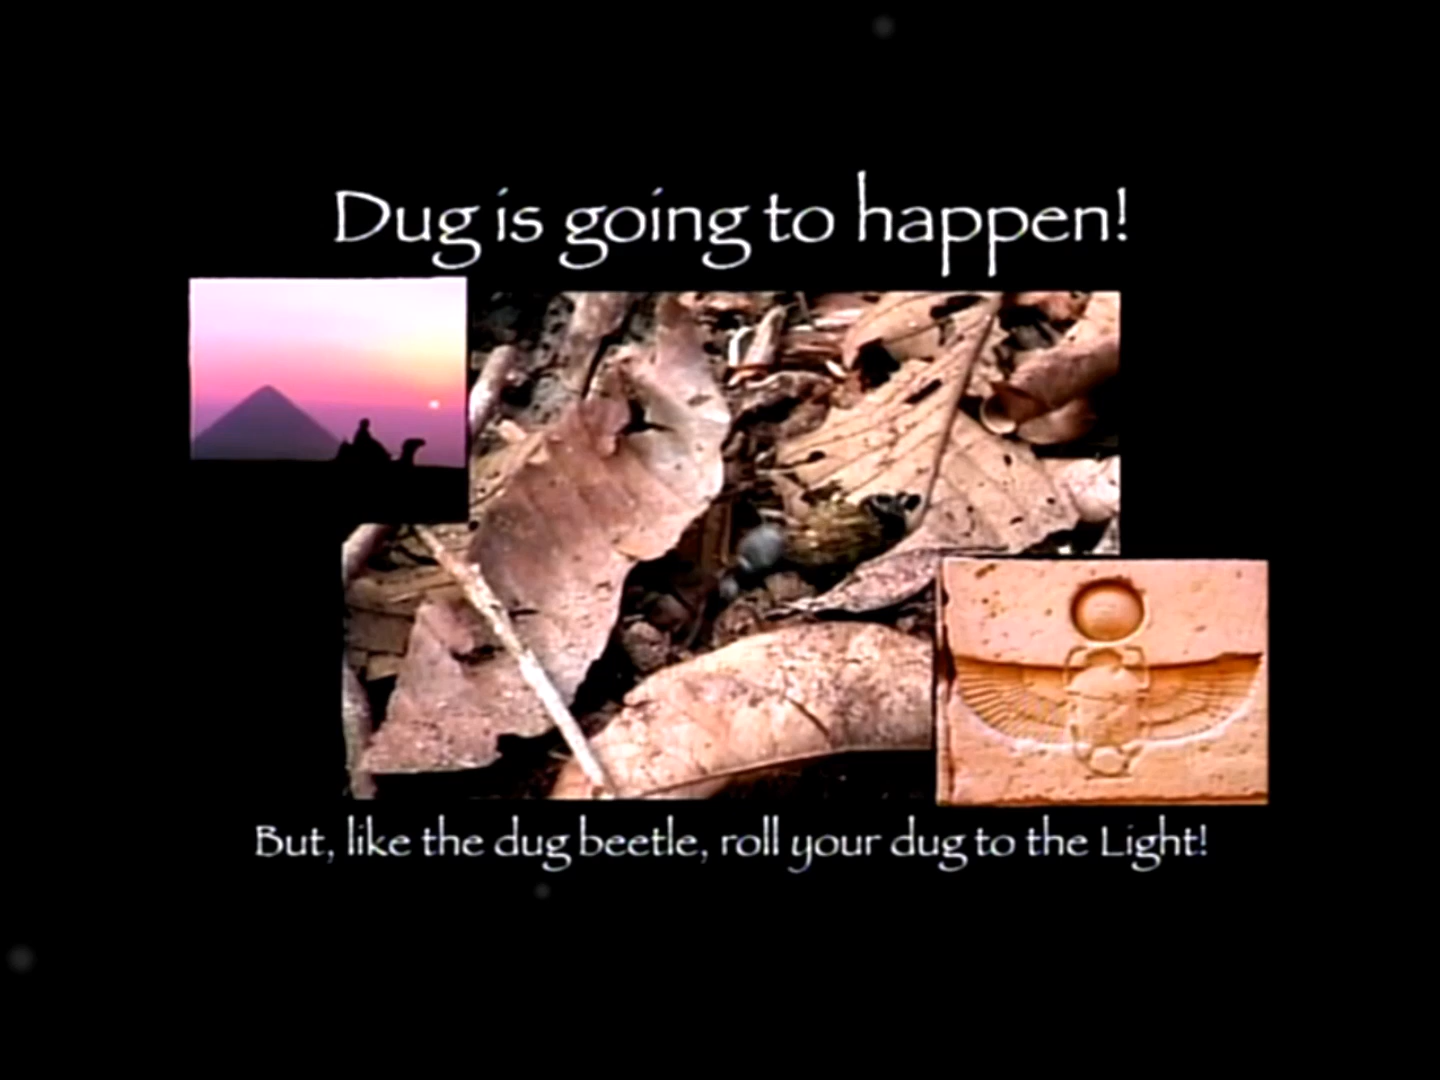 Dug is going to happen!
But, like the dug beetle, roll your dug to the Light!